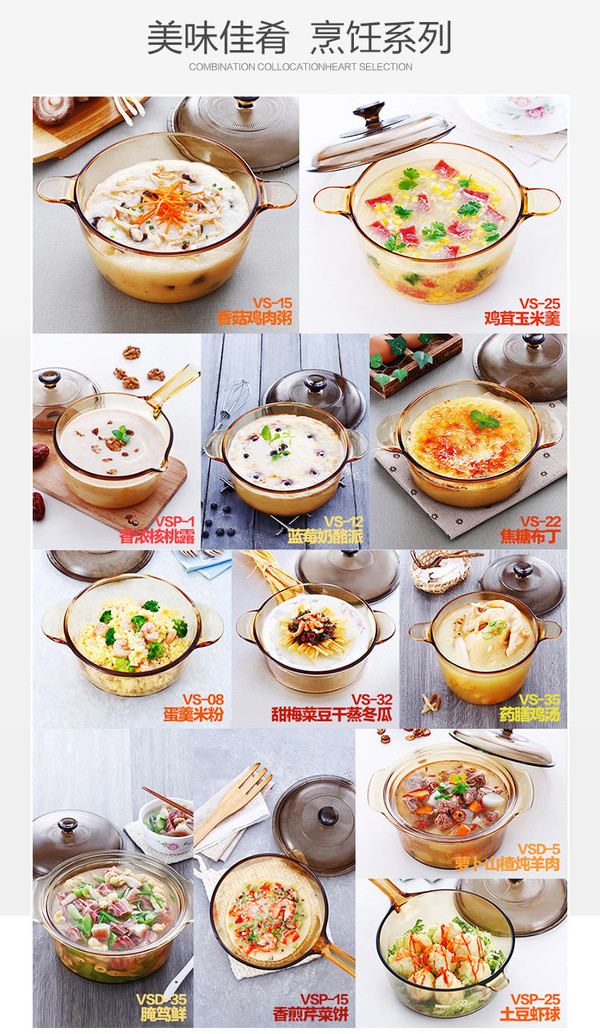 美味佳肴 烹饪系列
COMBINATION COLLOCATIONHEART SELECTION
VS-15
香菇鸡肉粥
VS-25
鸡茸玉米羹
VSP-1
香浓核桃露
VS-12
蓝莓奶酪派
VS-22
焦糖布丁
VS-08
蛋羹米粉
VS-32
甜梅菜豆干蒸冬瓜
VS-35
药膳鸡汤
VSD-5
萝卜山楂炖羊肉
VSD-35
腌笃鲜
VSP-15
香煎芹菜饼
VSP-25
土豆虾球